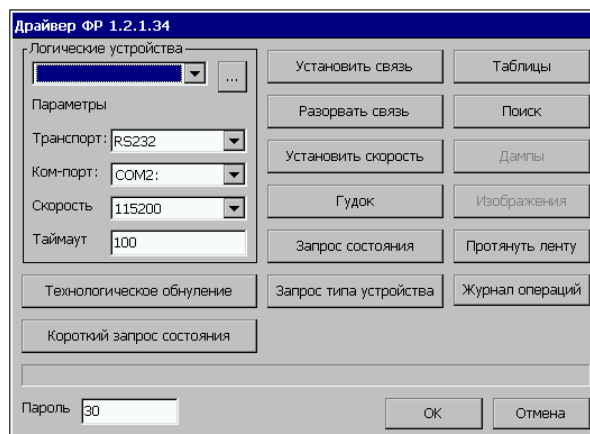 Драйвер ФР 1.2.1.34
Логические устройства
...
Параметры
Транспорт: RS232
Ком-порт: COM2:
Скорость 115200
Таймаут 100
Установить связь
Таблицы
Разорвать связь
Поиск
Установить скорость
Дампы
Гудок
Изображения
Запрос состояния
Протянуть ленту
Технологическое обнуление
Запрос типа устройства
Журнал операций
Короткий запрос состояния
Пароль 30
OK
Отмена